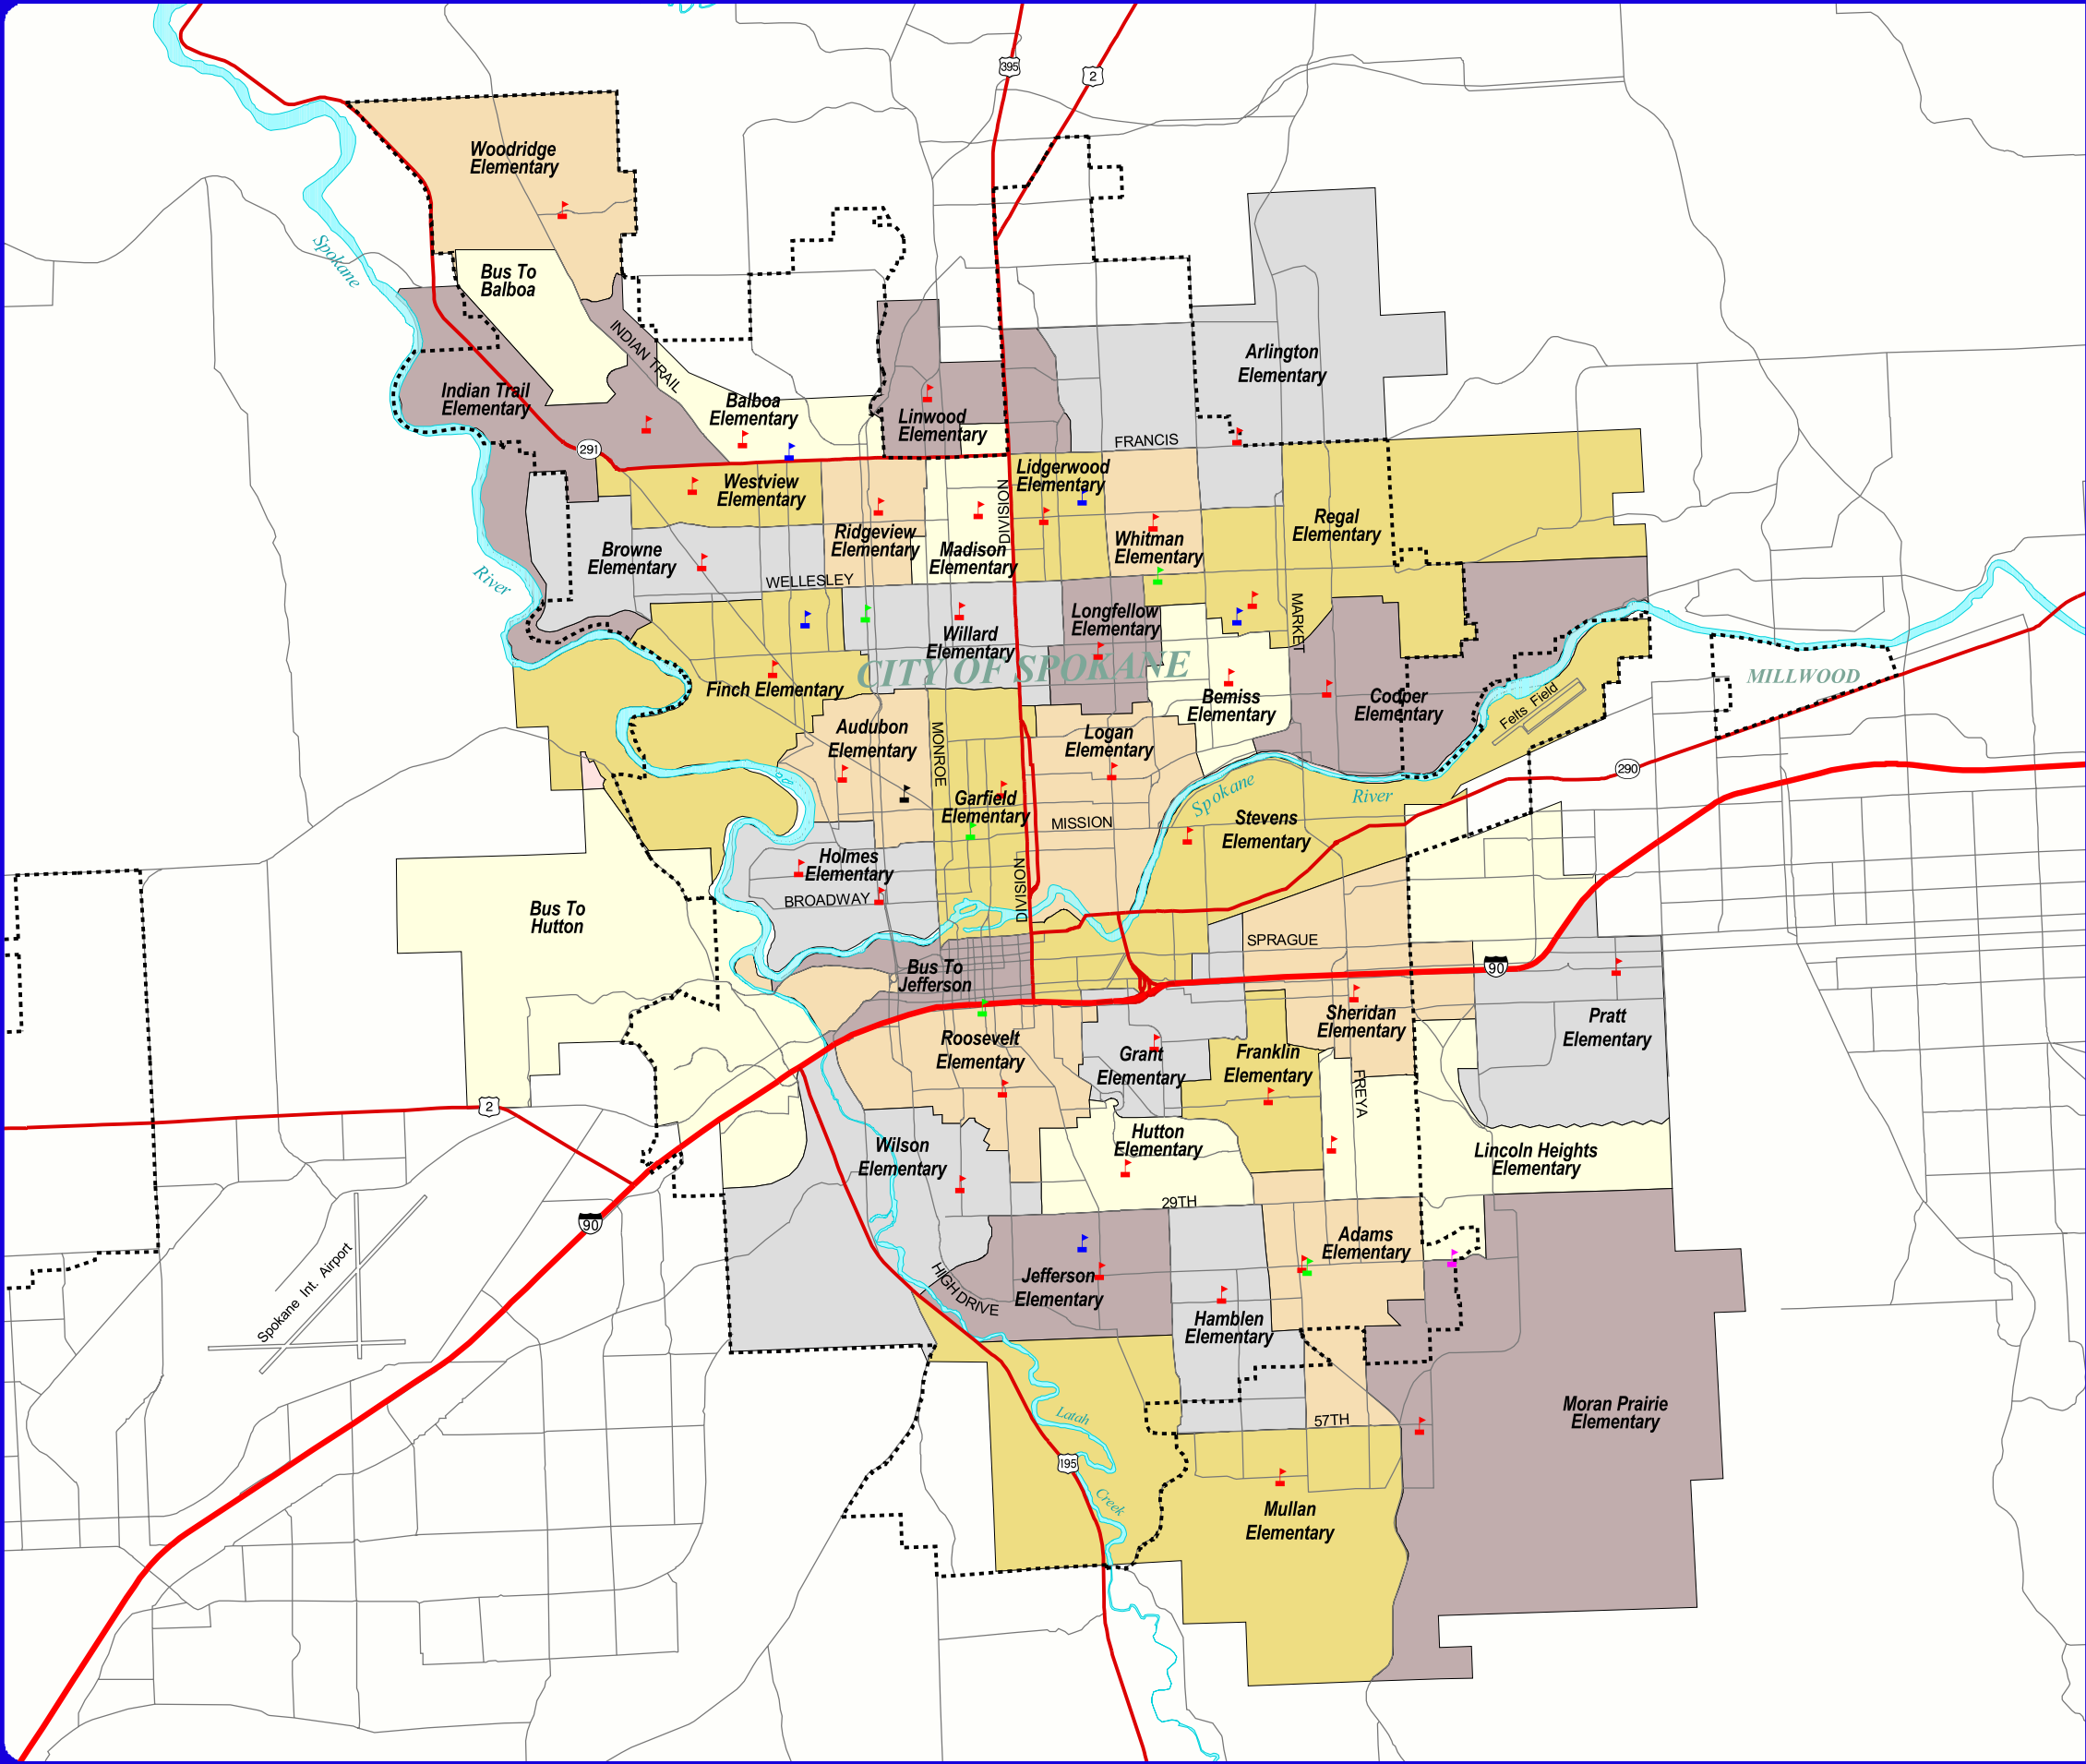 395
2
Woodridge
Elementary
Spokane
Bus To
Balboa
INDIAN TRAIL
Indian Trail
Elementary
Balboa
Elementary
Linwood
Elementary
Arlington
Elementary
FRANCIS
291
Westview
Elementary
Lidgerwood
Elementary
DIVISION
Ridgeview
Elementary
Madison
Elementary
Whitman
Elementary
Regal
Elementary
Browne
Elementary
WELLESLEY
River
Willard
Elementary
Longfellow
Elementary
MARKET
CITY OF SPOKANE
Finch Elementary
Bemiss
Elementary
Cooper
Elementary
Felts Field
MILLWOOD
Audubon
Elementary
MONROE
Logan
Elementary
290
Spokane
River
Garfield
Elementary
MISSION
Stevens
Elementary
Holmes
Elementary
BROADWAY
DIVISION
Bus To
Hutton
SPRAGUE
Bus To
Jefferson
90
Roosevelt
Elementary
Grant
Elementary
Franklin
Elementary
Sheridan
Elementary
Pratt
Elementary
FREYA
2
Wilson
Elementary
Hutton
Elementary
Lincoln Heights
Elementary
29TH
90
Spokane Int. Airport
HIGH DRIVE
Jefferson
Elementary
Adams
Elementary
Hamblen
Elementary
Moran Prairie
Elementary
Latah
57TH
195
Creek
Mullan
Elementary